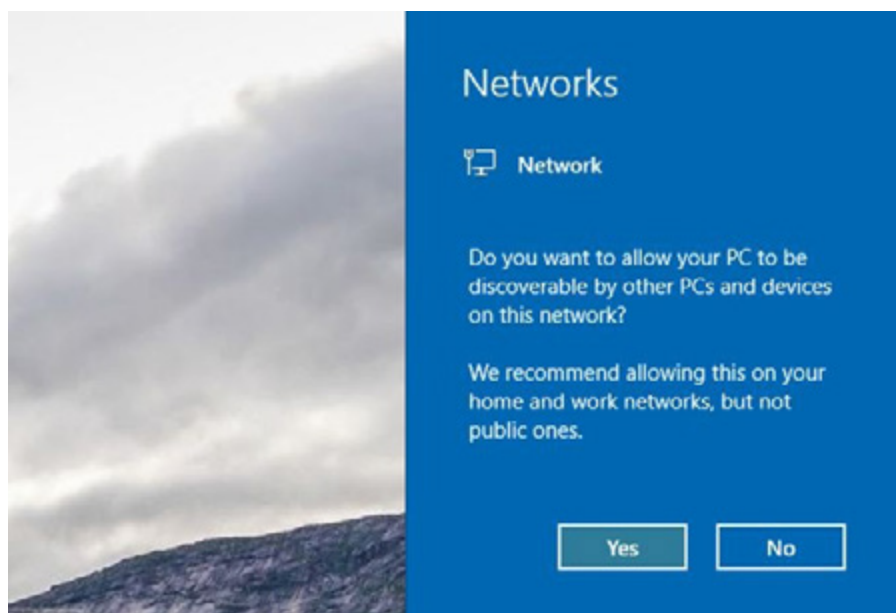 Networks
Network
Do you want to allow your PC to be
discoverable by other PCs and devices
on this network?
We recommend allowing this on your
home and work networks, but not
public ones.
Yes No